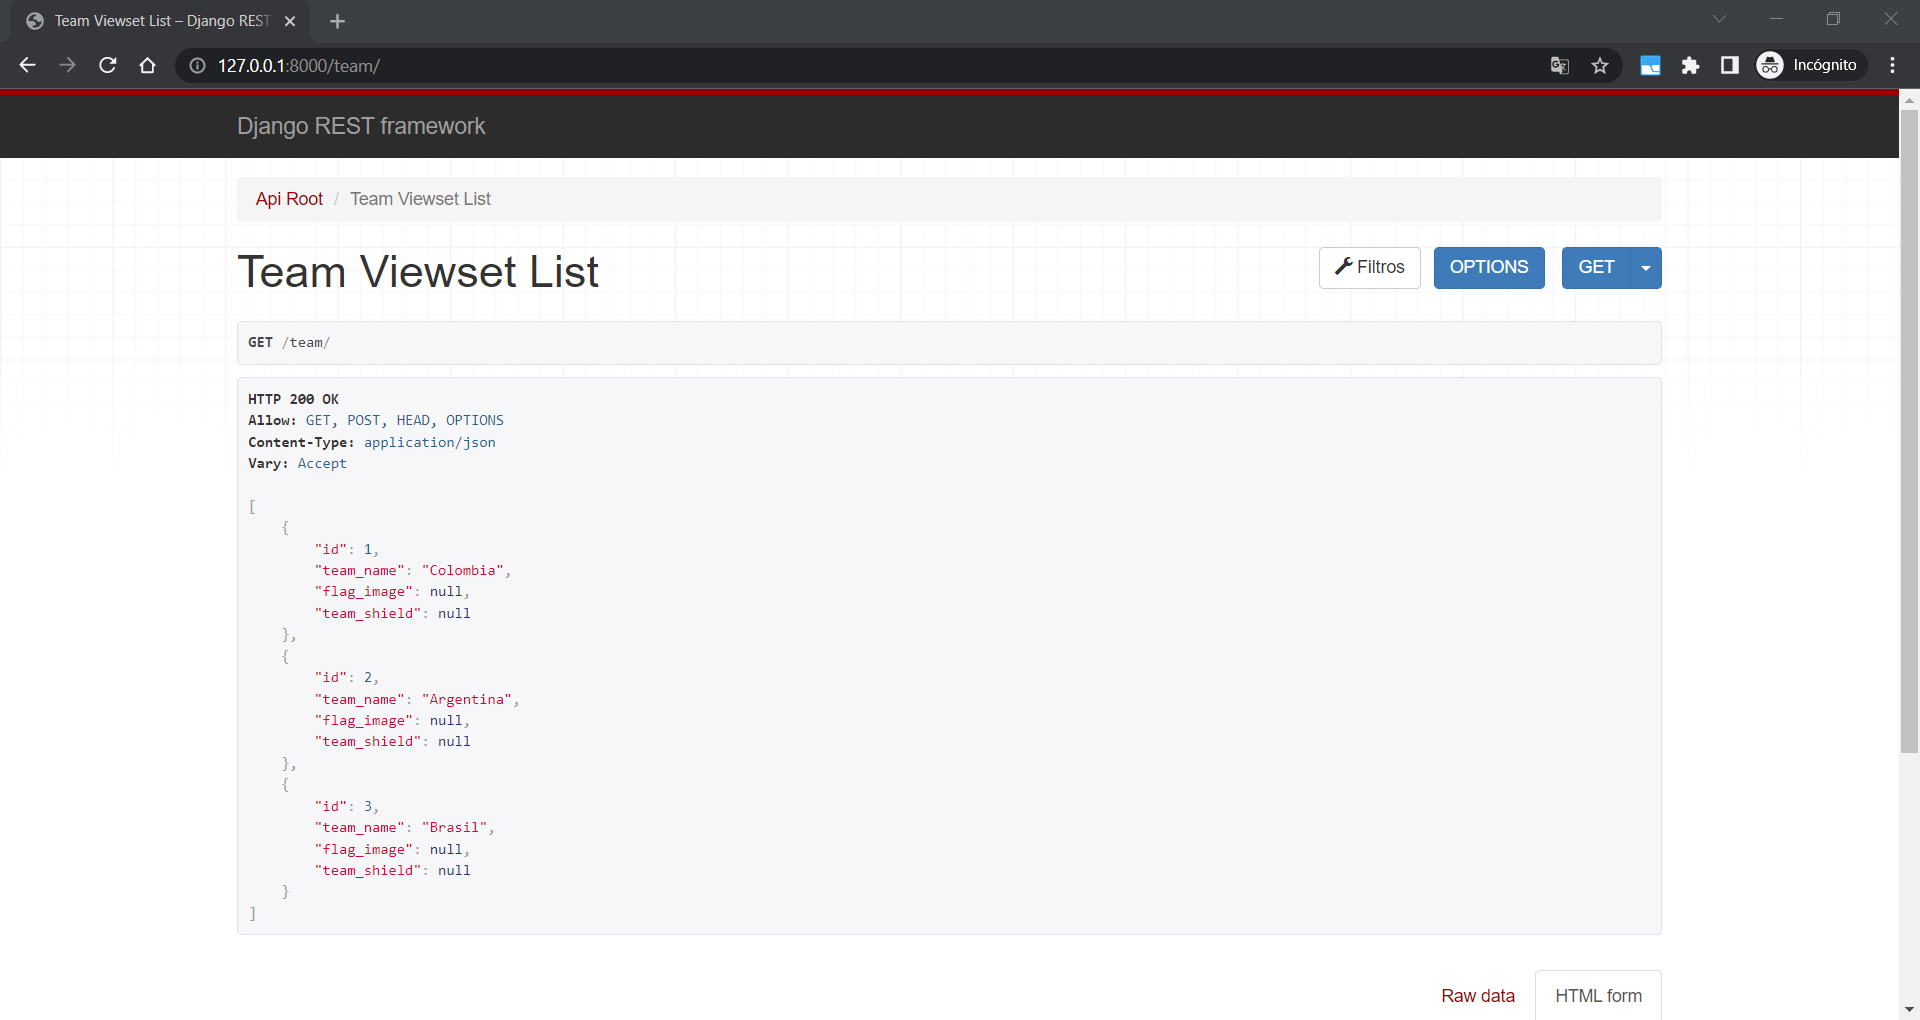 Team Viewset List – Django REST
127.0.0.1:8000/team/
Incógnito
Django REST framework
Api Root / Team Viewset List
Team Viewset List
Filtros
OPTIONS
GET
GET /team/
HTTP 200 OK
Allow: GET, POST, HEAD, OPTIONS
Content-Type: application/json
Vary: Accept
[
    {
        "id": 1,
        "team_name": "Colombia",
        "flag_image": null,
        "team_shield": null
    },
    {
        "id": 2,
        "team_name": "Argentina",
        "flag_image": null,
        "team_shield": null
    },
    {
        "id": 3,
        "team_name": "Brasil",
        "flag_image": null,
        "team_shield": null
    }
]
Raw data
HTML form